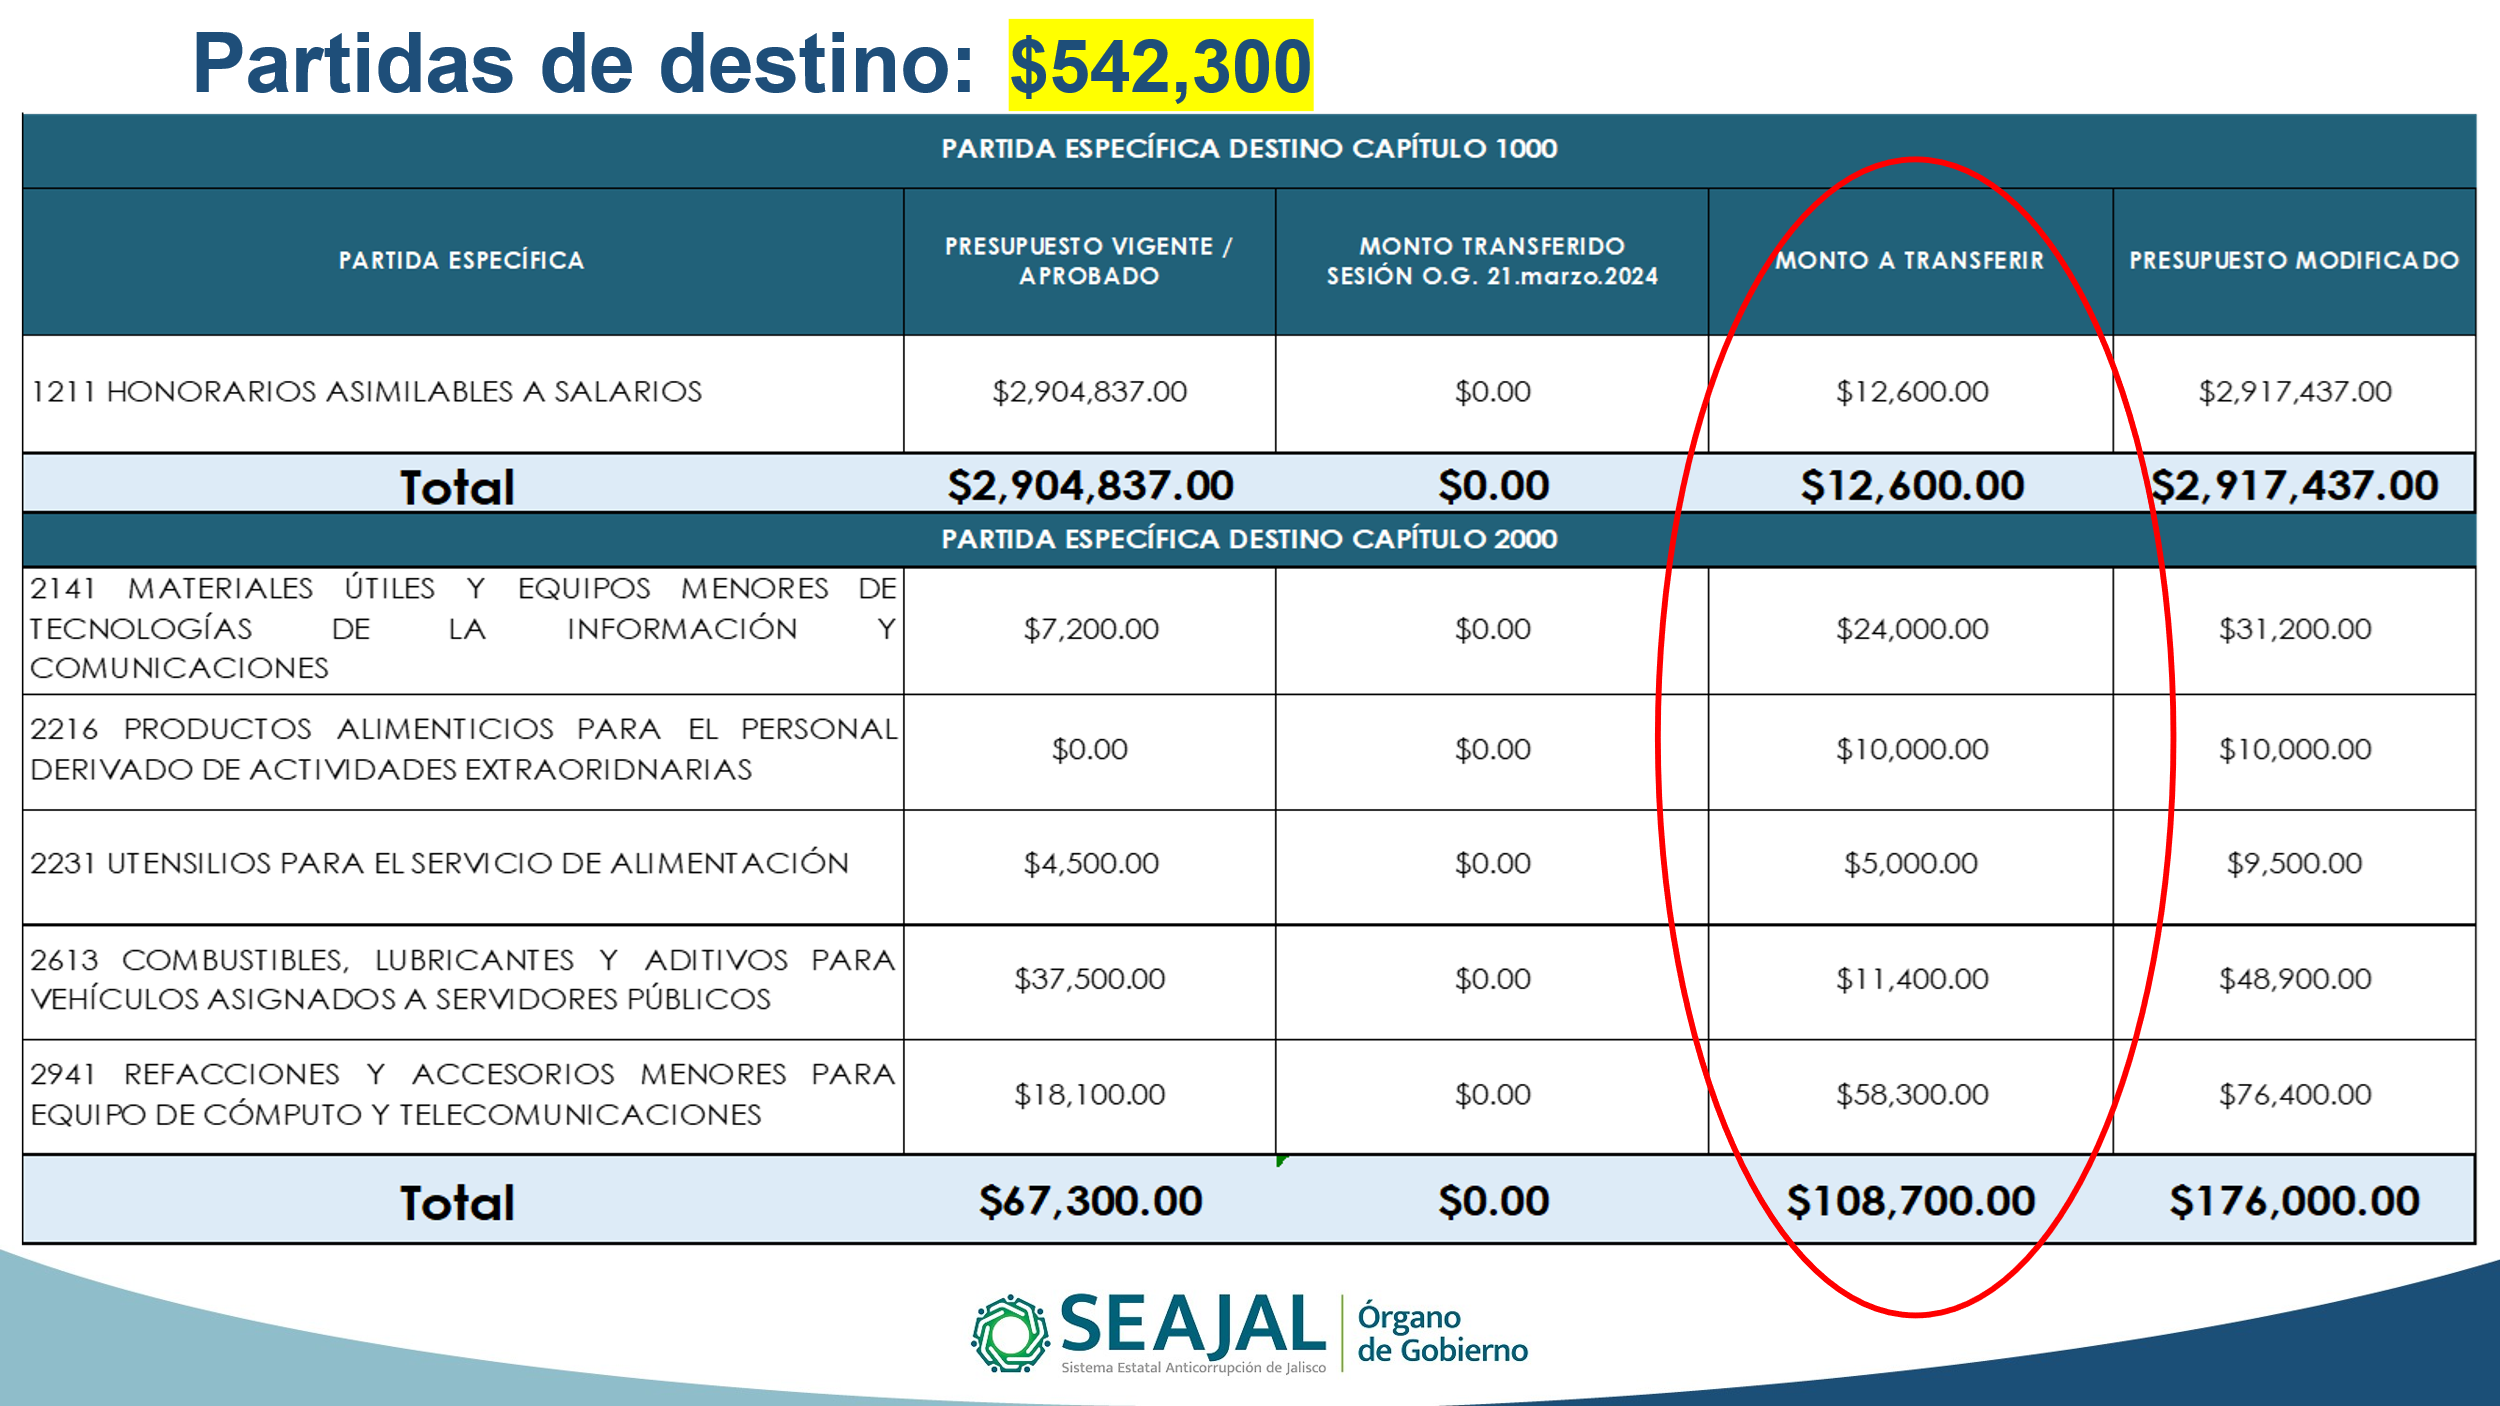 Partidas de destino: $542,300
PARTIDA ESPECÍFICA DESTINO CAPÍTULO 1000
PARTIDA ESPECÍFICA
PRESUPUESTO VIGENTE /
APROBADO
MONTO TRANSFERIDO
SESIÓN O.G. 21.marzo.2024
MONTO A TRANSFERIR
PRESUPUESTO MODIFICADO
1211 HONORARIOS ASIMILABLES A SALARIOS $2,904,837.00 $0.00 $12,600.00 $2,917,437.00
Total $2,904,837.00 $0.00 $12,600.00 $2,917,437.00
PARTIDA ESPECÍFICA DESTINO CAPÍTULO 2000
2141 MATERIALES ÚTILES Y EQUIPOS MENORES DE
TECNOLOGÍAS DE LA INFORMACIÓN Y
COMUNICACIONES
$7,200.00 $0.00 $24,000.00 $31,200.00
2216 PRODUCTOS ALIMENTICIOS PARA EL PERSONAL
DERIVADO DE ACTIVIDADES EXTRAORIDNARIAS
$0.00 $0.00 $10,000.00 $10,000.00
2231 UTENSILIOS PARA EL SERVICIO DE ALIMENTACIÓN $4,500.00 $0.00 $5,000.00 $9,500.00
2613 COMBUSTIBLES, LUBRICANTES Y ADITIVOS PARA
VEHÍCULOS ASIGNADOS A SERVIDORES PÚBLICOS
$37,500.00 $0.00 $11,400.00 $48,900.00
2941 REFACCIONES Y ACCESORIOS MENORES PARA
EQUIPO DE CÓMPUTO Y TELECOMUNICACIONES
$18,100.00 $0.00 $58,300.00 $76,400.00
Total $67,300.00 $0.00 $108,700.00 $176,000.00
SEAJAL
Sistema Estatal Anticorrupción de Jalisco
Órgano
de Gobierno